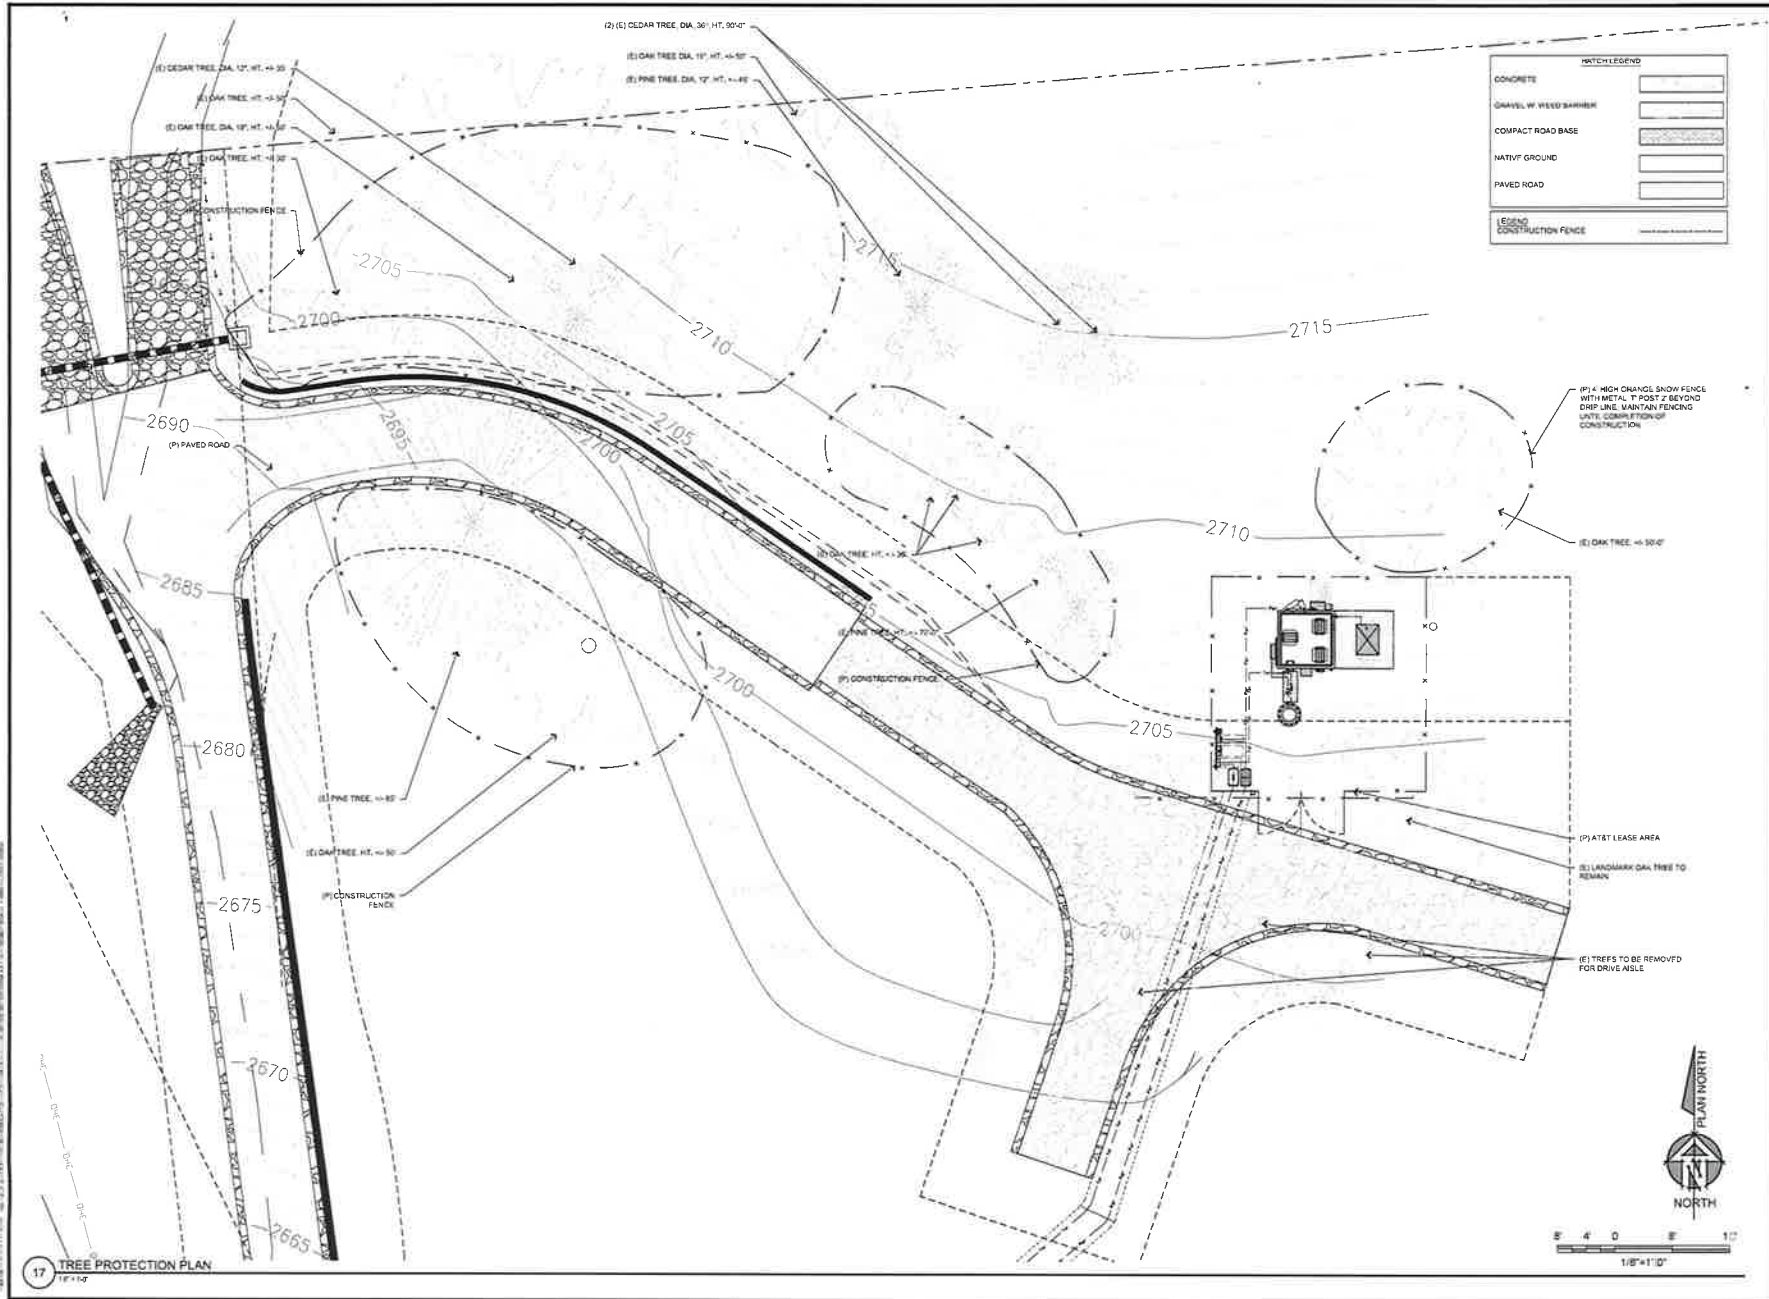 (2) (E) CEDAR TREE, DIA. 36", HT. 90'-0"
(E) OAK TREE DIA. 15", HT. +/-50'
(E) PINE TREE, DIA. 12", HT. +/-45'
(E) CEDAR TREE, DIA. 12", HT. +/-35'
(E) OAK TREE, HT. +/-50'
(E) OAK TREE, DIA. 18", HT. +/-50'
(E) OAK TREE, HT. +/-30'
(P) CONSTRUCTION FENCE
HATCH LEGEND
CONCRETE
GRAVEL W. WEED BARRIER
COMPACT ROAD BASE
NATIVE GROUND
PAVED ROAD
LEGEND
CONSTRUCTION FENCE
2705
2715
2700
2710
2715
2690
2695
2705
2700
(P) PAVED ROAD
(P) 4' HIGH ORANGE SNOW FENCE
WITH METAL 'T' POST 2' BEYOND
DRIP LINE, MAINTAIN FENCING
UNTIL COMPLETION OF
CONSTRUCTION
2710
(E) OAK TREE, +/- 50'-0"
(E) OAK TREE, HT. +/-
2685
(E) PINE TREE, HT. +/- 70'-0"
(P) CONSTRUCTION FENCE
2700
2705
2680
(E) PINE TREE, +/- 85'
(E) OAK TREE, HT. +/- 50'
(P) CONSTRUCTION
FENCE
(P) AT&T LEASE AREA
(E) LANDMARK OAK TREE TO
REMAIN
2675
2700
(E) TREES TO BE REMOVED
FOR DRIVE AISLE
2670
OHE
OHE
OHE
OHE
2665
PLAN NORTH
N
NORTH
8' 4' 0 8'
1/8"=1'-0"
17
TREE PROTECTION PLAN